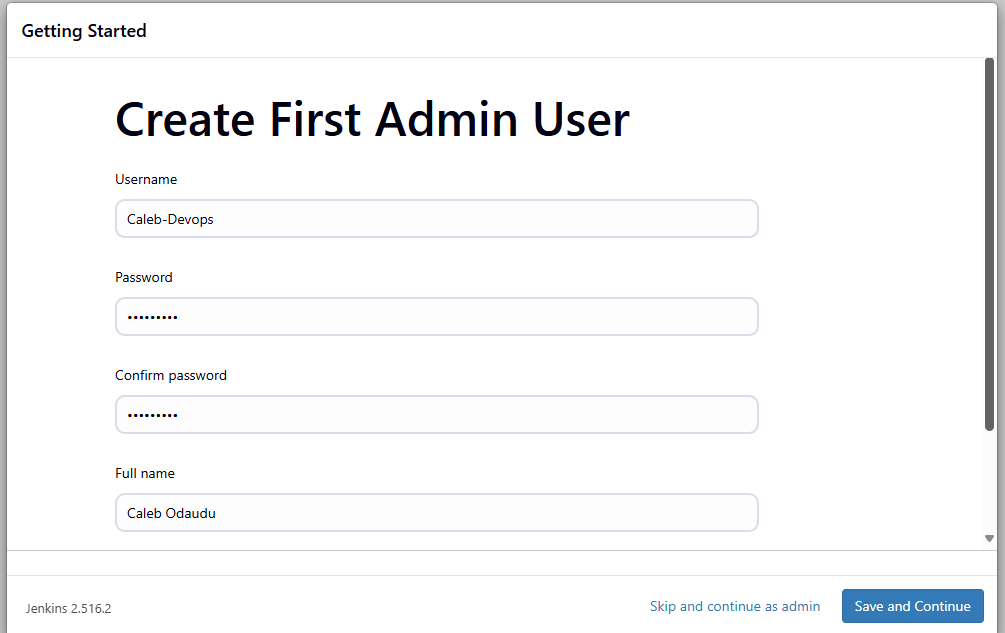 Getting Started
Create First Admin User
Username
Caleb-Devops
Password
•••••••••
Confirm password
•••••••••
Full name
Caleb Odaudu
Jenkins 2.516.2
Skip and continue as admin
Save and Continue